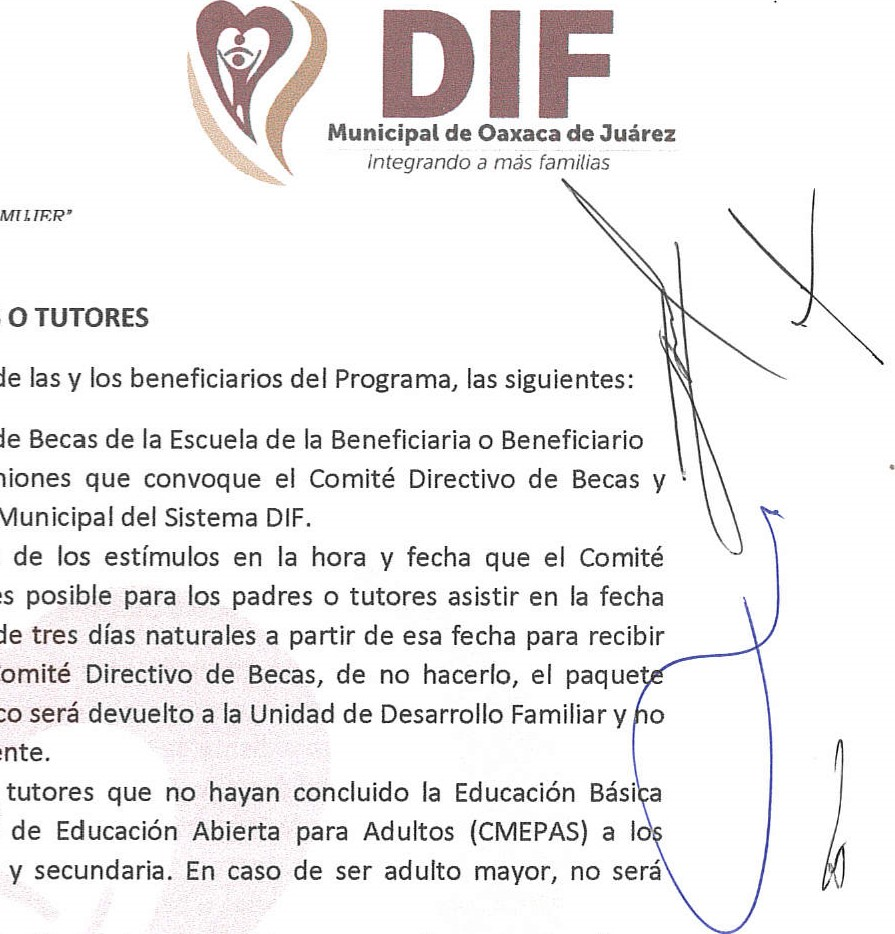 DIF
Municipal de Oaxaca de Juárez
Integrando a más familias
MUJER"
O TUTORES
de las y los beneficiarios del Programa, las siguientes:
de Becas de la Escuela de la Beneficiaria o Beneficiario
niones que convoque el Comité Directivo de Becas y
Municipal del Sistema DIF.
de los estímulos en la hora y fecha que el Comité
es posible para los padres o tutores asistir en la fecha
de tres días naturales a partir de esa fecha para recibir
omité Directivo de Becas, de no hacerlo, el paquete
co será devuelto a la Unidad de Desarrollo Familiar y no
ente.
tutores que no hayan concluido la Educación Básica
de Educación Abierta para Adultos (CMEPAS) a los
y secundaria. En caso de ser adulto mayor, no será